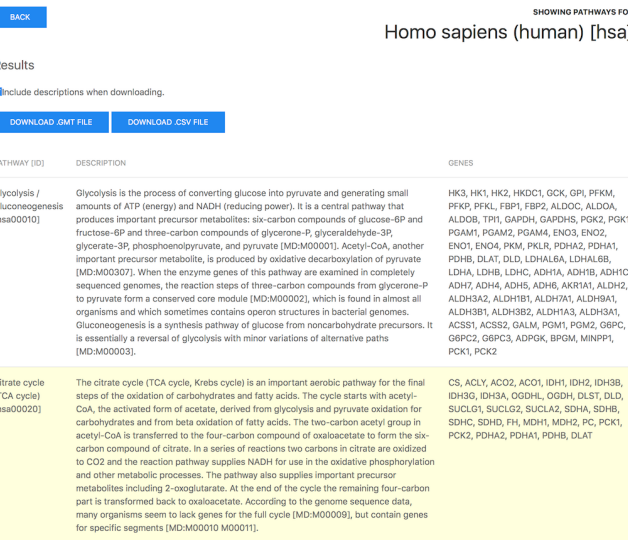 BACK
SHOWING PATHWAYS FO
Homo sapiens (human) [hsa]
esults
Include descriptions when downloading.
DOWNLOAD .GMT FILE
DOWNLOAD .CSV FILE
ATHWAY [ID]
DESCRIPTION
GENES
lycolysis /
luconeogenesis
hsa00010]
Glycolysis is the process of converting glucose into pyruvate and generating small
amounts of ATP (energy) and NADH (reducing power). It is a central pathway that
produces important precursor metabolites: six-carbon compounds of glucose-6P and
fructose-6P and three-carbon compounds of glycerone-P, glyceraldehyde-3P,
glycerate-3P, phosphoenolpyruvate, and pyruvate [MD:M00001]. Acetyl-CoA, another
important precursor metabolite, is produced by oxidative decarboxylation of pyruvate
[MD:M00307]. When the enzyme genes of this pathway are examined in completely
sequenced genomes, the reaction steps of three-carbon compounds from glycerone-P
to pyruvate form a conserved core module [MD:M00002], which is found in almost all
organisms and which sometimes contains operon structures in bacterial genomes.
Gluconeogenesis is a synthesis pathway of glucose from noncarbohydrate precursors. It
is essentially a reversal of glycolysis with minor variations of alternative paths
[MD:M00003].
HK3, HK1, HK2, HKDC1, GCK, GPI, PFKM,
PFKP, PFKL, FBP1, FBP2, ALDOC, ALDOA,
ALDOB, TPI1, GAPDH, GAPDHS, PGK2, PGK1
PGAM1, PGAM2, PGAM4, ENO3, ENO2,
ENO1, ENO4, PKM, PKLR, PDHA2, PDHA1,
PDHB, DLAT, DLD, LDHAL6A, LDHAL6B,
LDHA, LDHB, LDHC, ADH1A, ADH1B, ADH1C
ADH7, ADH4, ADH5, ADH6, AKR1A1, ALDH2,
ALDH3A2, ALDH1B1, ALDH7A1, ALDH9A1,
ALDH3B1, ALDH3B2, ALDH1A3, ALDH3A1,
ACSS1, ACSS2, GALM, PGM1, PGM2, G6PC,
G6PC2, G6PC3, ADPGK, BPGM, MINPP1,
PCK1, PCK2
itrate cycle
TCA cycle)
hsa00020]
The citrate cycle (TCA cycle, Krebs cycle) is an important aerobic pathway for the final
steps of the oxidation of carbohydrates and fatty acids. The cycle starts with acetyl-
CoA, the activated form of acetate, derived from glycolysis and pyruvate oxidation for
carbohydrates and from beta oxidation of fatty acids. The two-carbon acetyl group in
acetyl-CoA is transferred to the four-carbon compound of oxaloacetate to form the six-
carbon compound of citrate. In a series of reactions two carbons in citrate are oxidized
to CO2 and the reaction pathway supplies NADH for use in the oxidative phosphorylation
and other metabolic processes. The pathway also supplies important precursor
metabolites including 2-oxoglutarate. At the end of the cycle the remaining four-carbon
part is transformed back to oxaloacetate. According to the genome sequence data,
many organisms seem to lack genes for the full cycle [MD:M00009], but contain genes
for specific segments [MD:M00010 M00011].
CS, ACLY, ACO2, ACO1, IDH1, IDH2, IDH3B,
IDH3G, IDH3A, OGDHL, OGDH, DLST, DLD,
SUCLG1, SUCLG2, SUCLA2, SDHA, SDHB,
SDHC, SDHD, FH, MDH1, MDH2, PC, PCK1,
PCK2, PDHA2, PDHA1, PDHB, DLAT